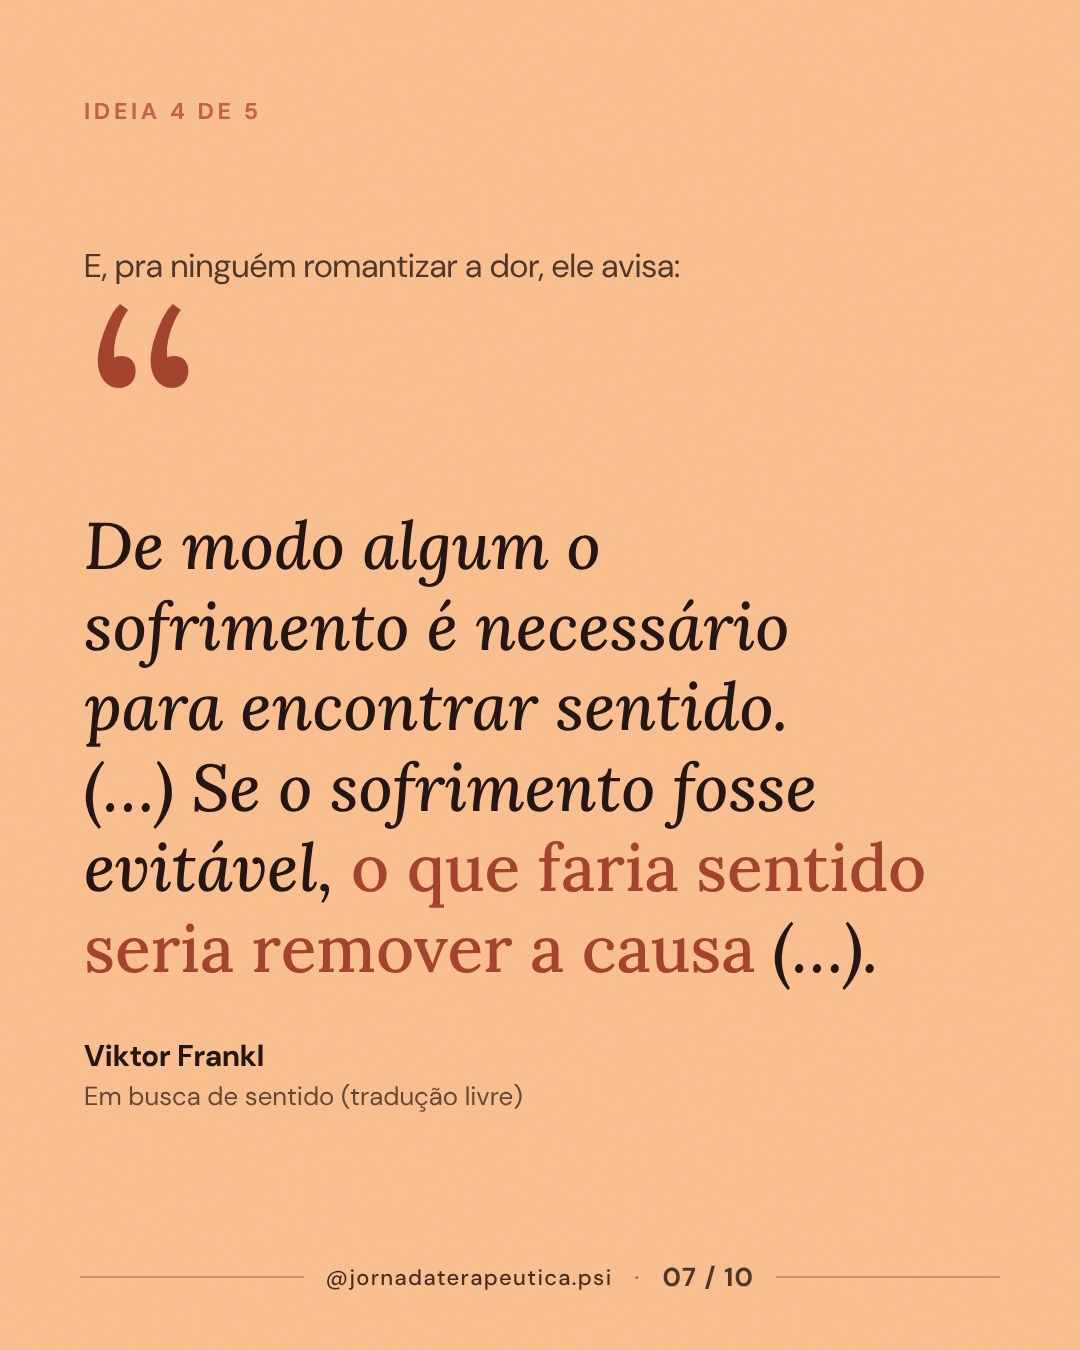 IDEIA 4 DE 5
E, pra ninguém romantizar a dor, ele avisa:
“
De modo algum o
sofrimento é necessário
para encontrar sentido.
(...) Se o sofrimento fosse
evitável, o que faria sentido
seria remover a causa (...).
Viktor Frankl
Em busca de sentido (tradução livre)
@jornadaterapeutica.psi · 07 / 10